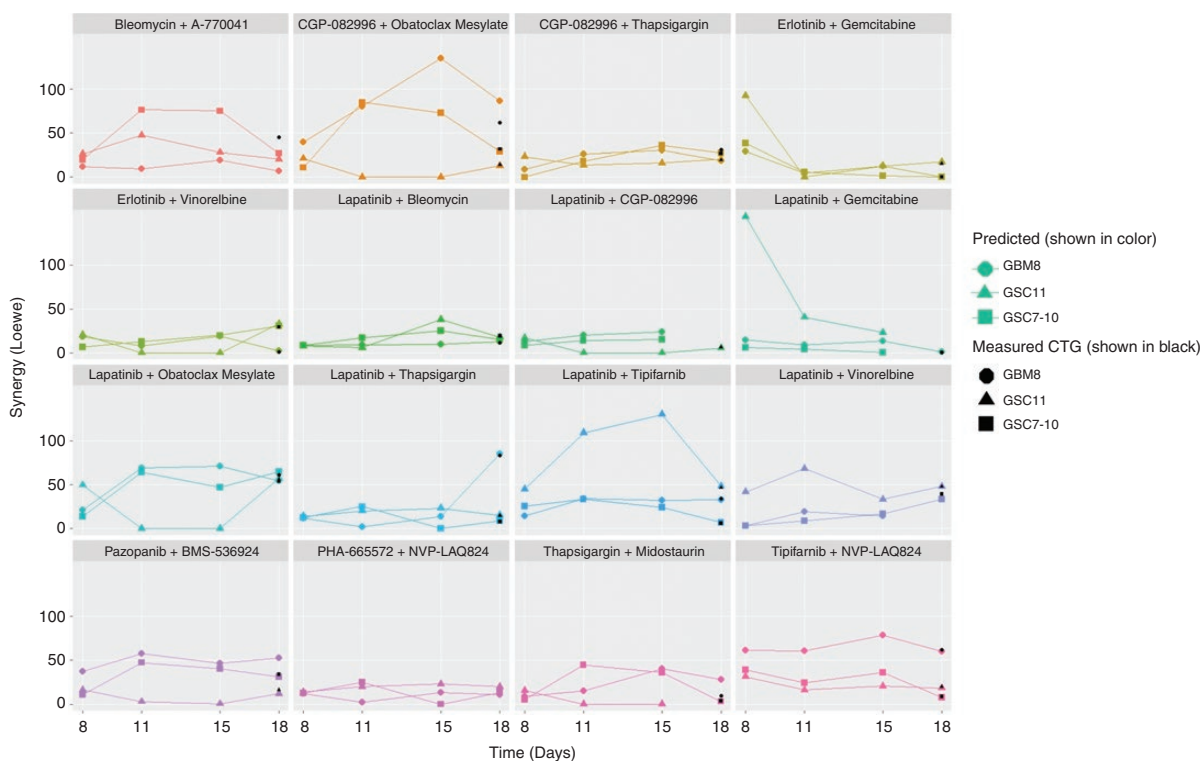 Bleomycin + A-770041
CGP-082996 + Obatoclax Mesylate
CGP-082996 + Thapsigargin
Erlotinib + Gemcitabine
100
50
0
Erlotinib + Vinorelbine
Lapatinib + Bleomycin
Lapatinib + CGP-082996
Lapatinib + Gemcitabine
100
50
0
Lapatinib + Obatoclax Mesylate
Lapatinib + Thapsigargin
Lapatinib + Tipifarnib
Lapatinib + Vinorelbine
100
50
0
Pazopanib + BMS-536924
PHA-665572 + NVP-LAQ824
Thapsigargin + Midostaurin
Tipifarnib + NVP-LAQ824
100
50
0
8 11 15 18
8 11 15 18
8 11 15 18
8 11 15 18
Time (Days)
Synergy (Loewe)
Predicted (shown in color)
GBM8
GSC11
GSC7-10
Measured CTG (shown in black)
GBM8
GSC11
GSC7-10